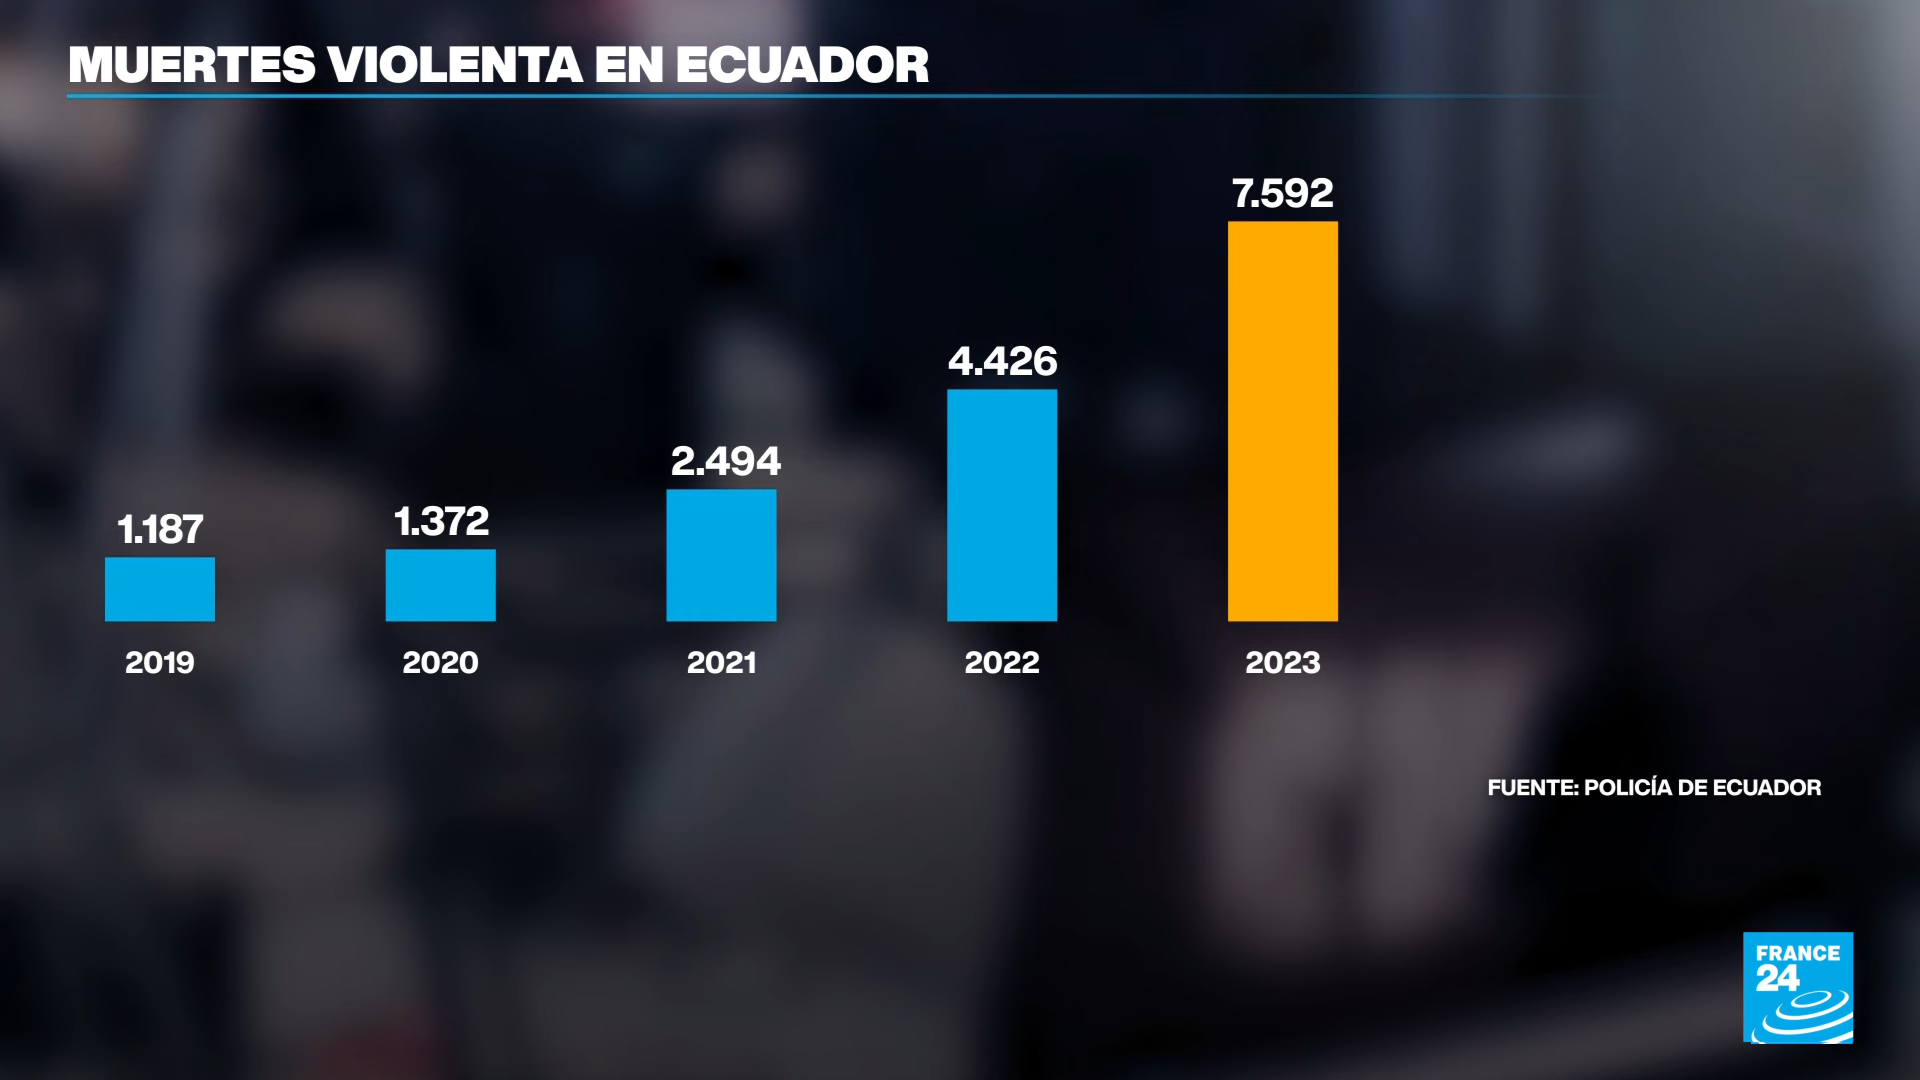 MUERTES VIOLENTA EN ECUADOR
7.592
4.426
2.494
1.372
1.187
2019 2020 2021 2022 2023
FUENTE: POLICÍA DE ECUADOR
FRANCE
24